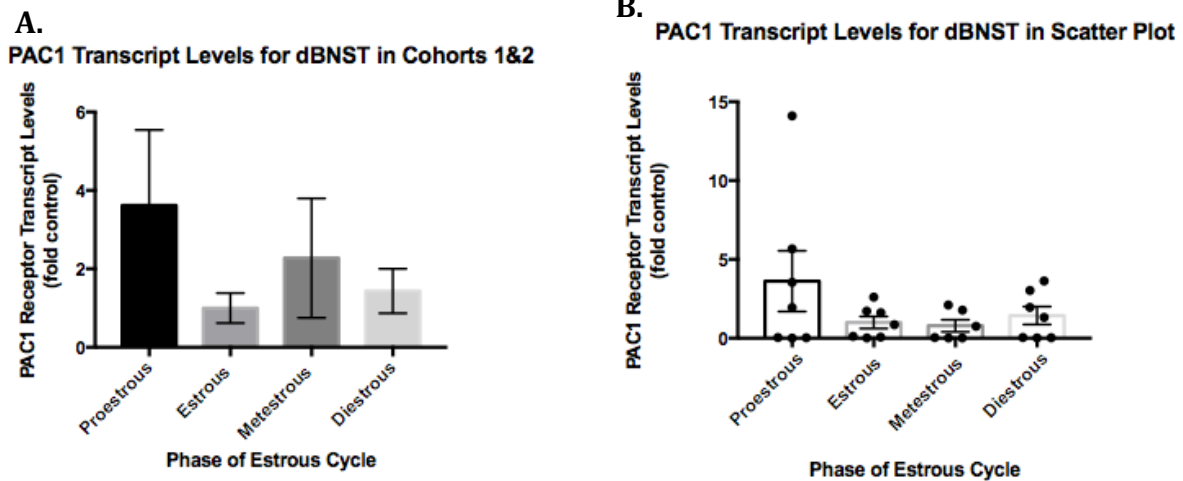 A.
PAC1 Transcript Levels for dBNST in Cohorts 1&2
PAC1 Receptor Transcript Levels
(fold control)
6
4
2
0
Proestrous
Estrous
Metestrous
Diestrous
Phase of Estrous Cycle
B.
PAC1 Transcript Levels for dBNST in Scatter Plot
PAC1 Receptor Transcript Levels
(fold control)
15
10
5
0
Proestrous
Estrous
Metestrous
Diestrous
Phase of Estrous Cycle